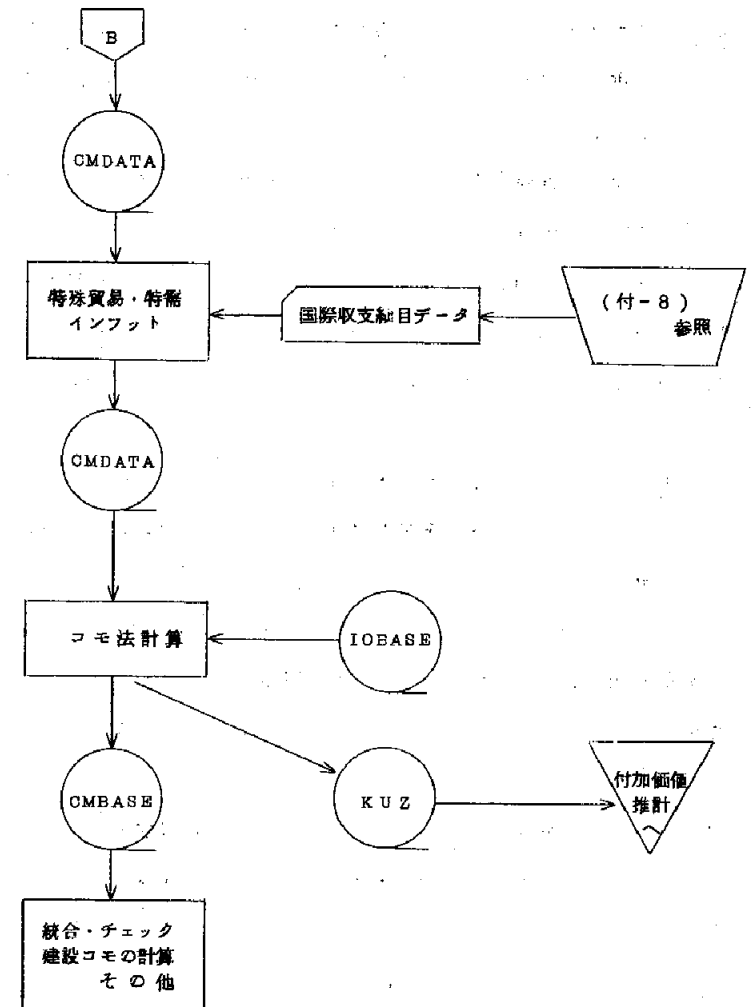 B
CMDATA
特殊貿易・特需
インプット
国際収支細目データ
(付-8)
参照
CMDATA
コモ法計算
IOBASE
CMBASE
KUZ
付加価値
推計
へ
統合・チェック
建設コモの計算
その他